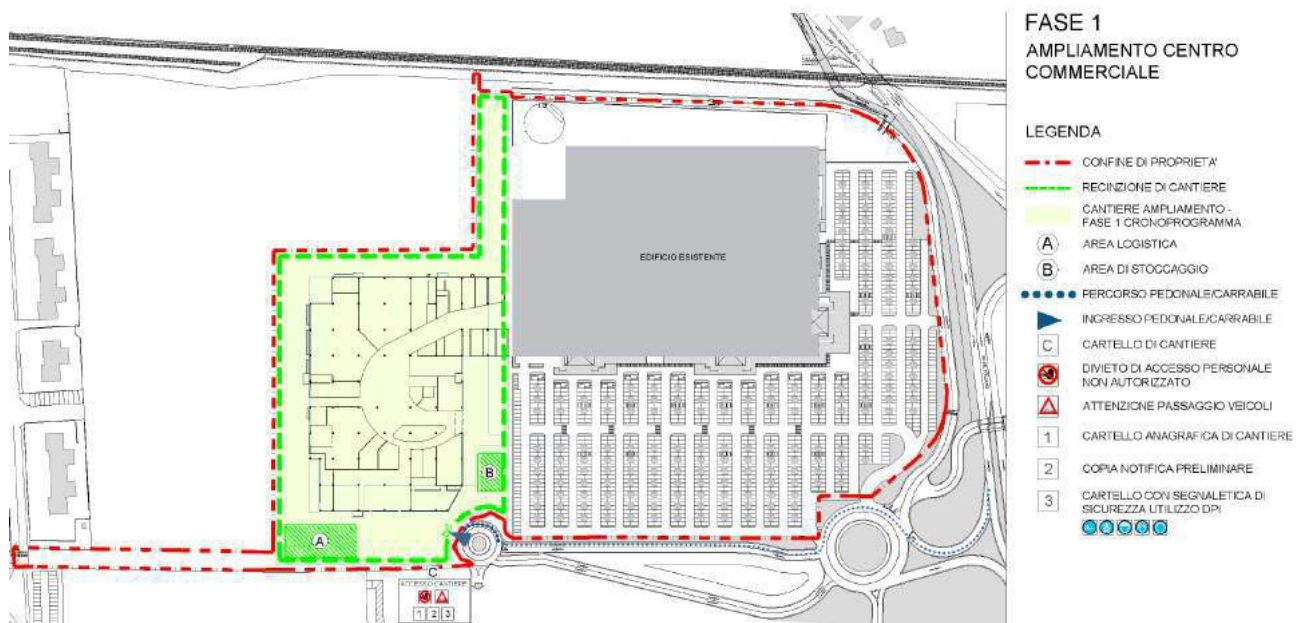 FASE 1
AMPLIAMENTO CENTRO
COMMERCIALE
LEGENDA
CONFINE DI PROPRIETA'
RECINZIONE DI CANTIERE
CANTIERE AMPLIAMENTO -
FASE 1 CRONOPROGRAMMA
A AREA LOGISTICA
B AREA DI STOCCAGGIO
PERCORSO PEDONALE/CARRABILE
INGRESSO PEDONALE/CARRABILE
C CARTELLO DI CANTIERE
DIVIETO DI ACCESSO PERSONALE
NON AUTORIZZATO
ATTENZIONE PASSAGGIO VEICOLI
1 CARTELLO ANAGRAFICA DI CANTIERE
2 COPIA NOTIFICA PRELIMINARE
3 CARTELLO CON SEGNALETICA DI
SICUREZZA UTILIZZO DPI
EDIFICIO ESISTENTE
B
A
C
ACCESSO CANTIERE
1 2 3